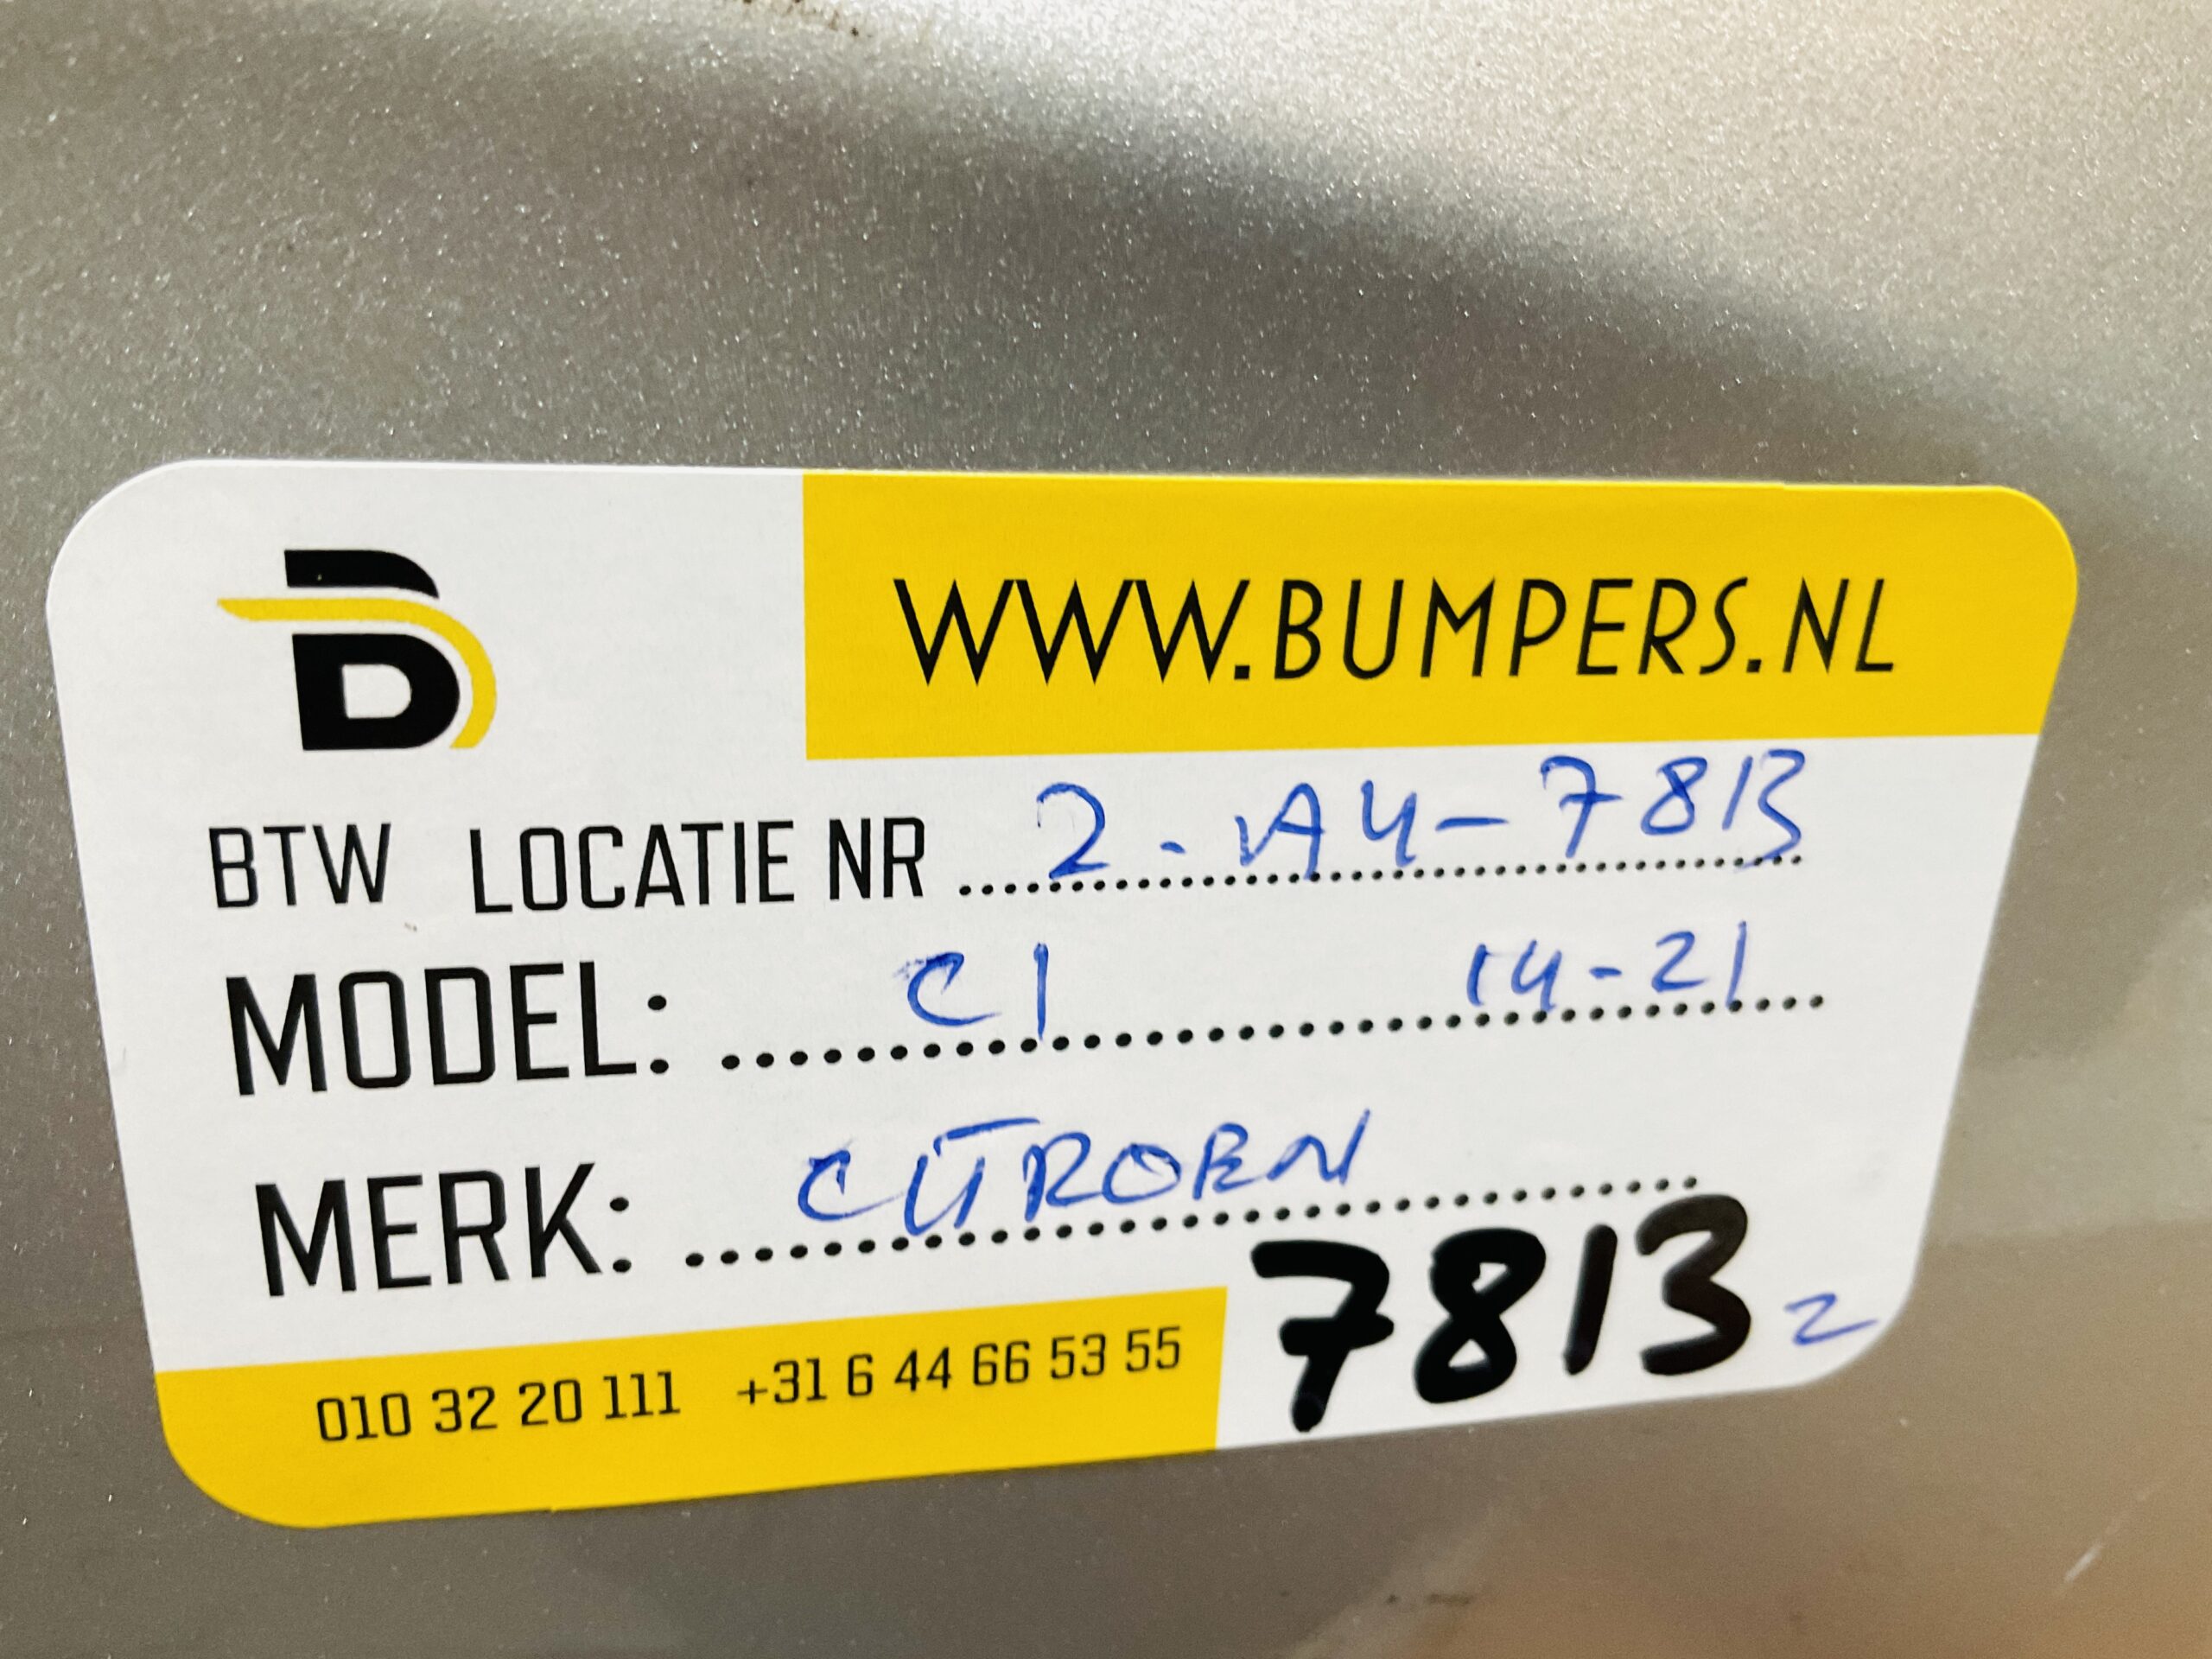 B
WWW.BUMPERS.NL
BTW LOCATIE NR 2-A4-7813
MODEL: C1 14-21
MERK: CITROEN
7813 2
010 32 20 111 +31 6 44 66 53 55